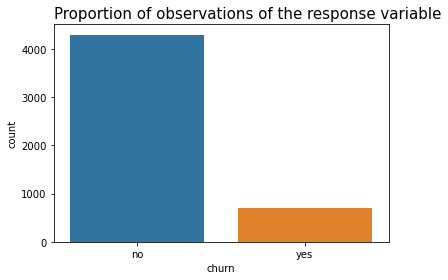 Proportion of observations of the response variable
4000
3000
2000
1000
0
count
no
yes
churn